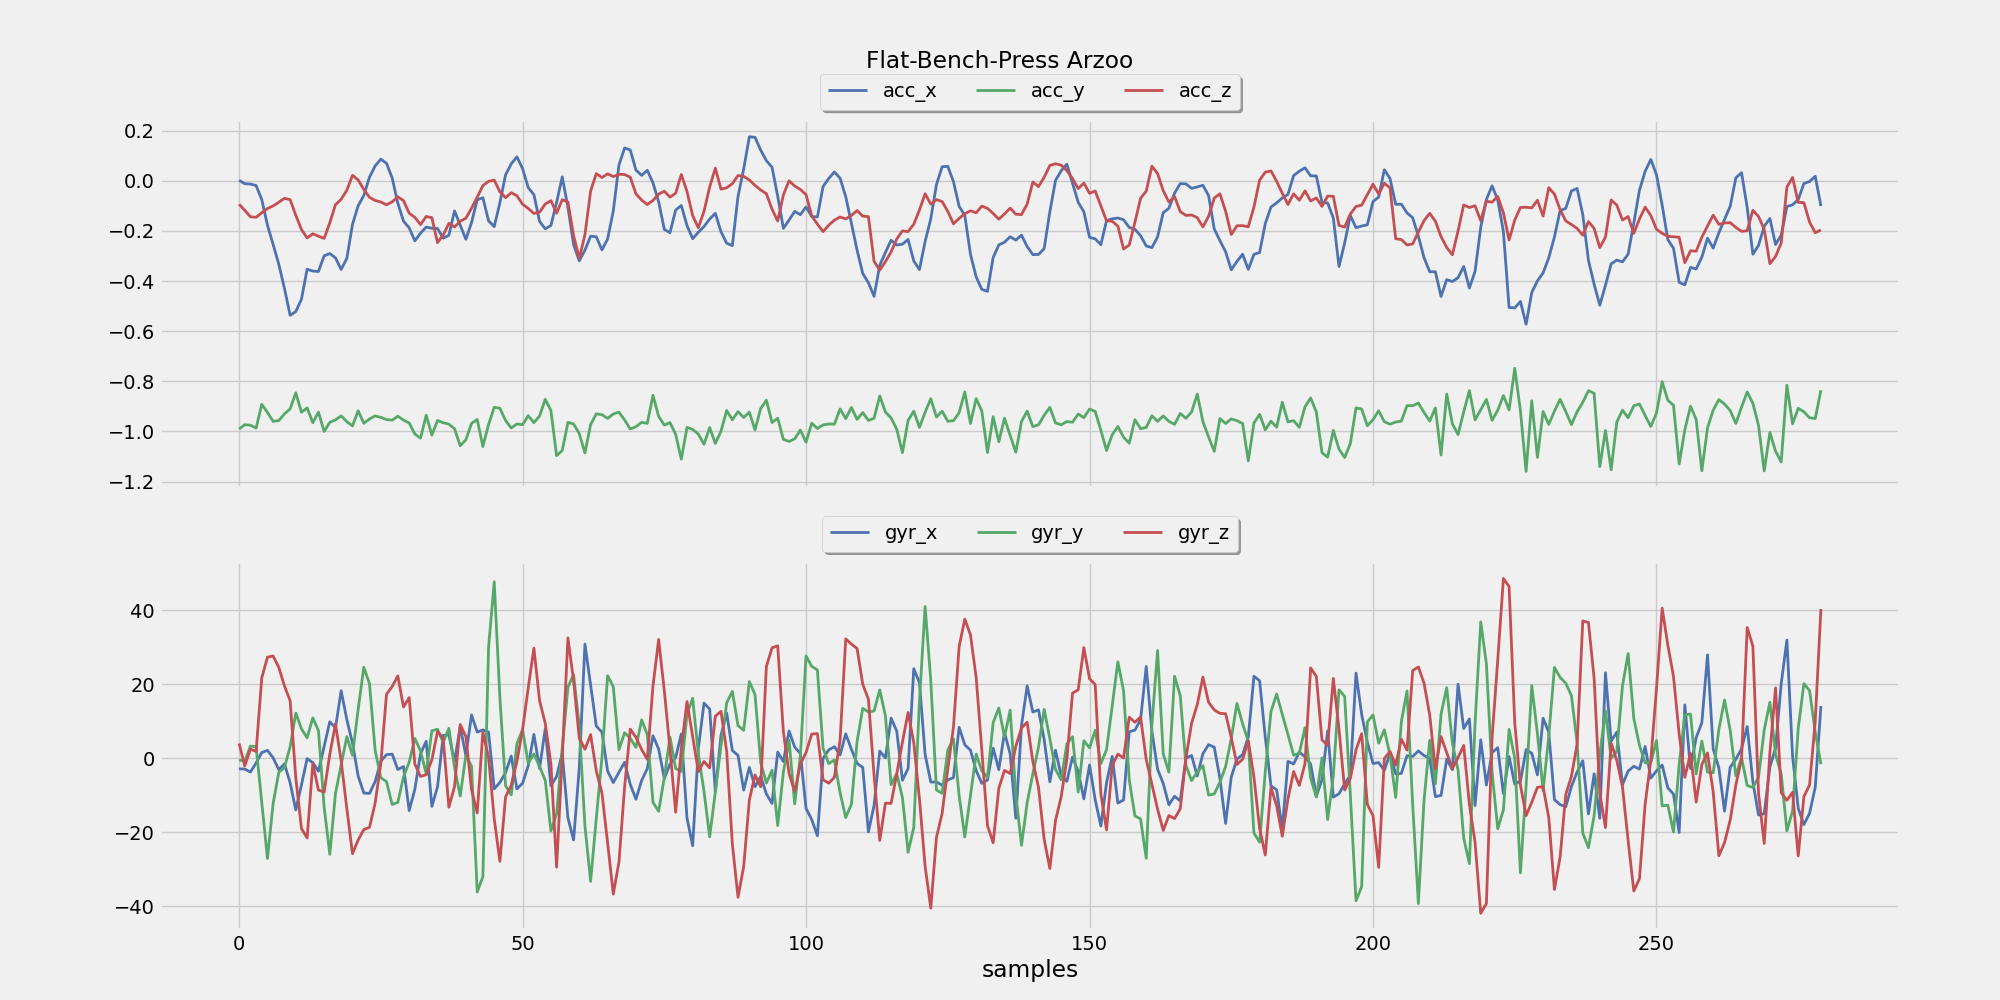 Flat-Bench-Press Arzoo
acc_x acc_y acc_z
0.2
0.0
−0.2
−0.4
−0.6
−0.8
−1.0
−1.2
gyr_x gyr_y gyr_z
40
20
0
−20
−40
0 50 100 150 200 250
samples